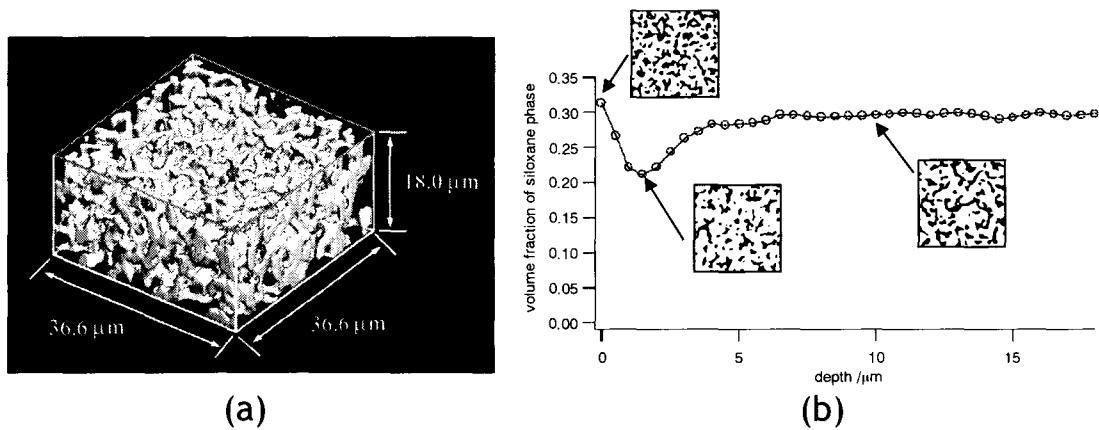 18.0 μm
36.6 μm
36.6 μm
(a)
0.35
0.30
0.25
0.20
0.15
0.10
0.05
0.00
volume fraction of siloxane phase
0
5
10
15
depth /μm
(b)